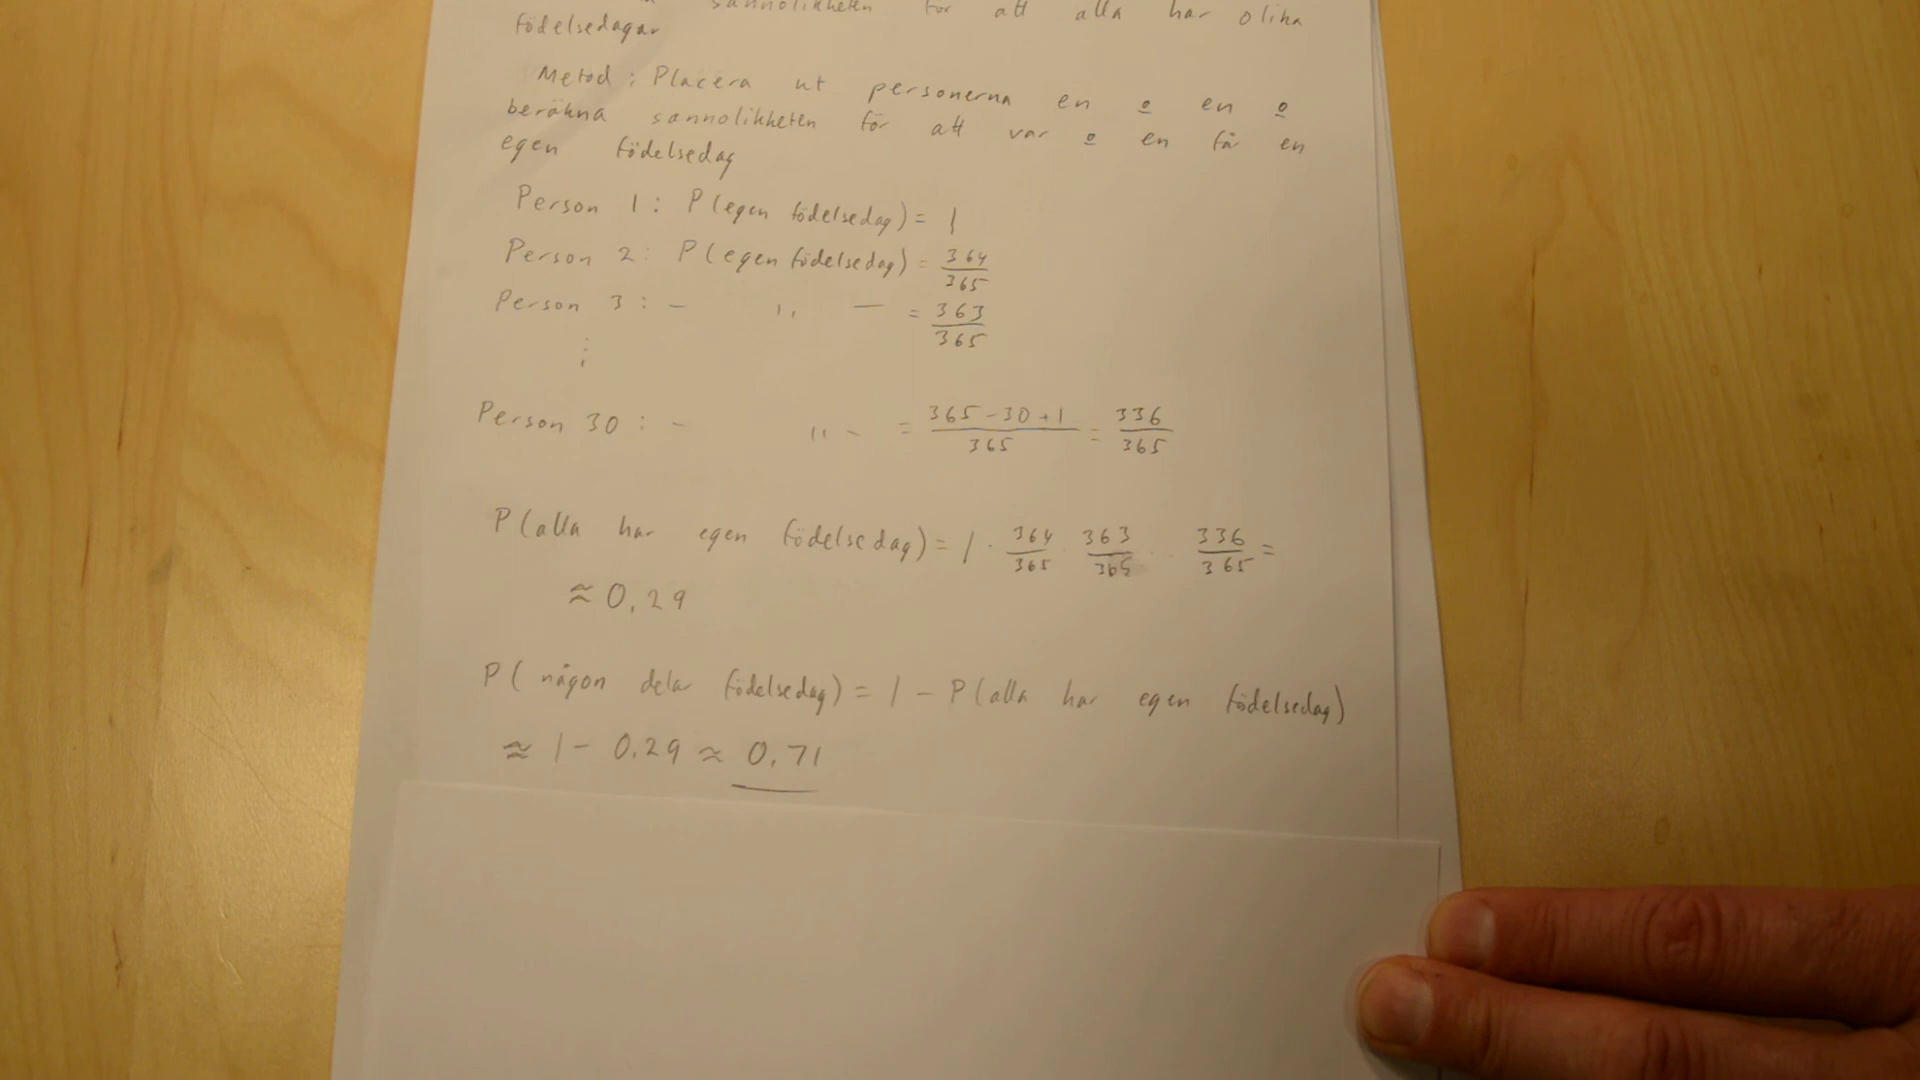 sannolikheten för att alla har olika
födelsedagar
Metod: Placera ut personerna en o en o
beräkna sannolikheten för att var o en får en
egen födelsedag
Person 1: P(egen födelsedag) = 1
Person 2: P(egen födelsedag) = 364/365
Person 3: - ,, - = 363/365
⋮
Person 30: - ,, - = 365-30+1/365 = 336/365
P(alla har egen födelsedag) = 1 · 364/365 · 363/365 ... 336/365 =
≈ 0,29
P(någon delar födelsedag) = 1 - P(alla har egen födelsedag)
≈ 1 - 0,29 ≈ 0,71